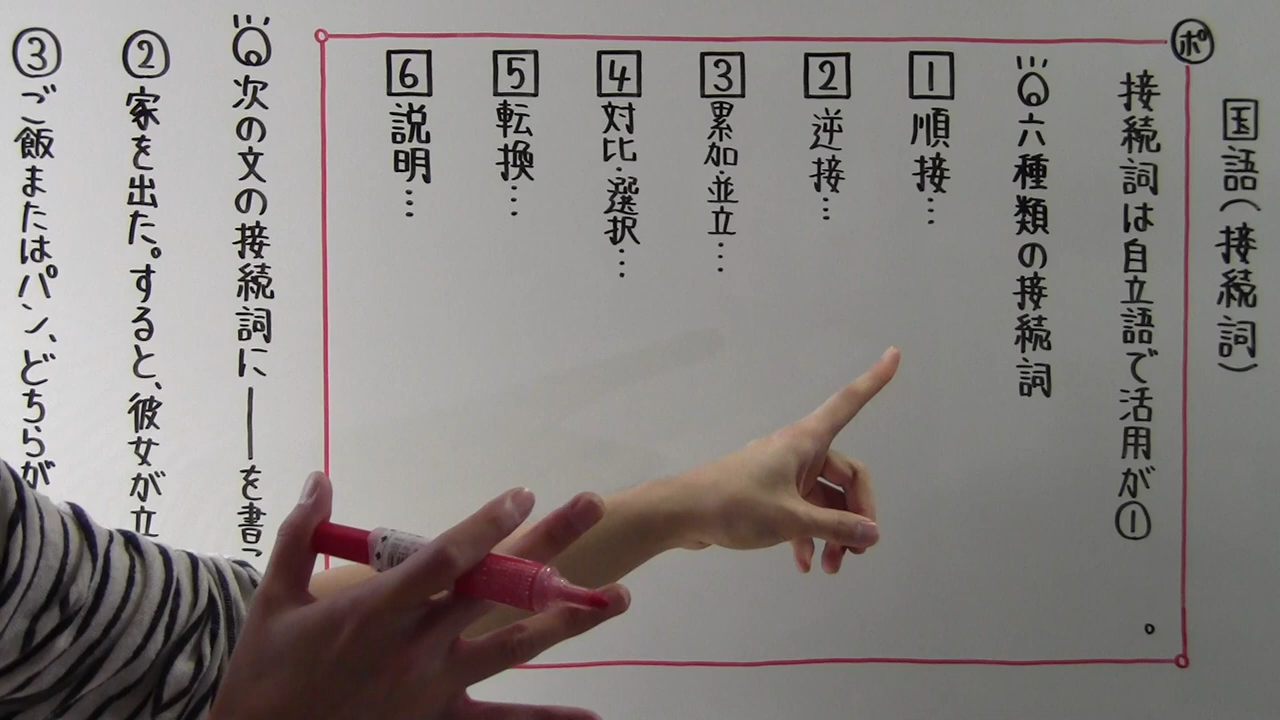 国語(接続詞)
ポ
接続詞は自立語で活用が① 。
六種類の接続詞
1 順接…
2 逆接…
3 累加・並立…
4 対比・選択…
5 転換…
6 説明…
次の文の接続詞に──を書
② 家を出た。すると、彼女が立
③ ご飯またはパン、どちらが